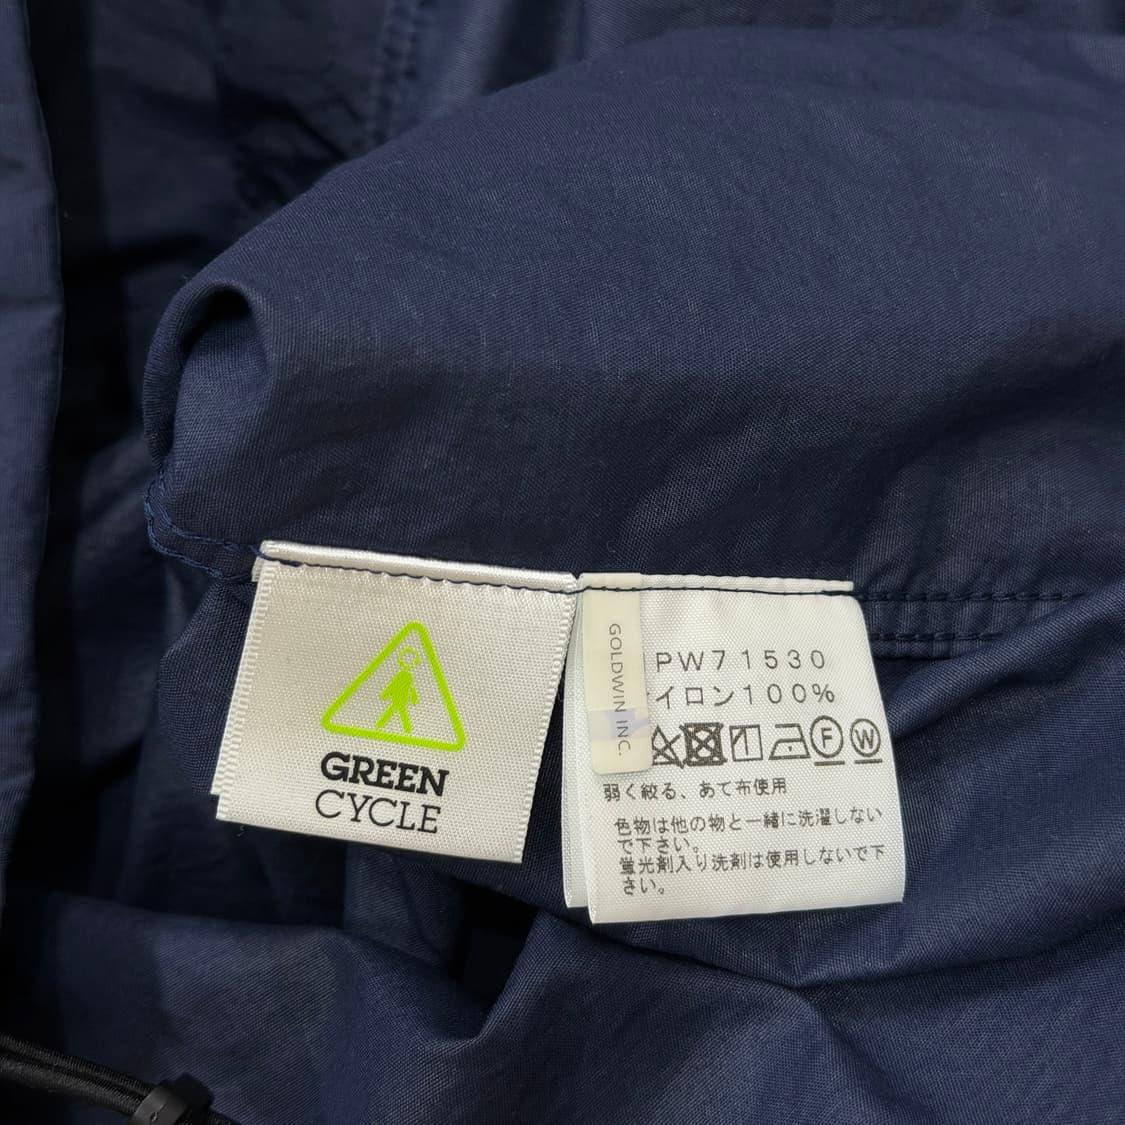 GREEN
CYCLE
GOLDWIN INC.
PW71530
イロン100%
F W
弱く絞る、あて布使用
色物は他の物と一緒に洗濯しない
で下さい。
蛍光剤入り洗剤は使用しないで下
さい。